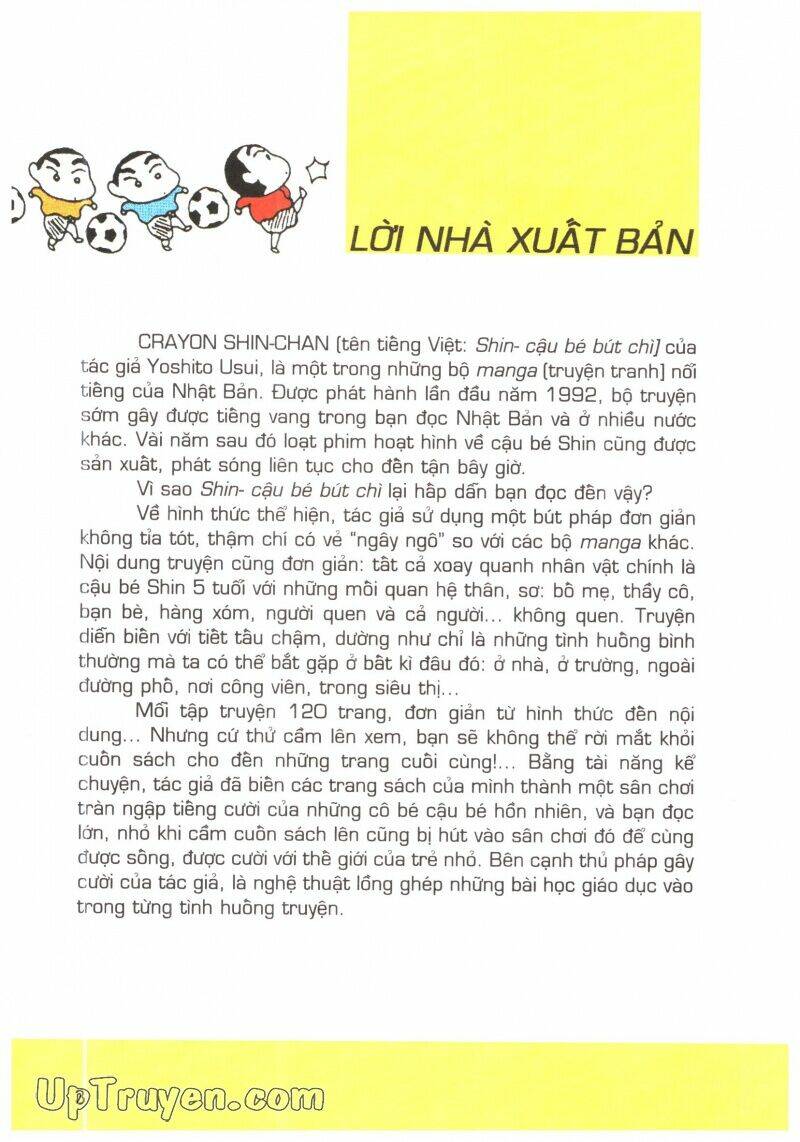 LỜI NHÀ XUẤT BẢN
CRAYON SHIN-CHAN (tên tiếng Việt: Shin- cậu bé bút chì) của
tác giả Yoshito Usui, là một trong những bộ manga (truyện tranh) nổi
tiếng của Nhật Bản. Được phát hành lần đầu năm 1992, bộ truyện
sớm gây được tiếng vang trong bạn đọc Nhật Bản và ở nhiều nước
khác. Vài năm sau đó loạt phim hoạt hình về cậu bé Shin cũng được
sản xuất, phát sóng liên tục cho đến tận bây giờ.
Vì sao Shin- cậu bé bút chì lại hấp dẫn bạn đọc đến vậy?
Về hình thức thể hiện, tác giả sử dụng một bút pháp đơn giản
không tỉa tót, thậm chí có vẻ "ngây ngô" so với các bộ manga khác.
Nội dung truyện cũng đơn giản: tất cả xoay quanh nhân vật chính là
cậu bé Shin 5 tuổi với những mối quan hệ thân, sơ: bố mẹ, thầy cô,
bạn bè, hàng xóm, người quen và cả người... không quen. Truyện
diễn biến với tiết tấu chậm, dường như chỉ là những tình huống bình
thường mà ta có thể bắt gặp ở bất kì đâu đó: ở nhà, ở trường, ngoài
đường phố, nơi công viên, trong siêu thị...
Mỗi tập truyện 120 trang, đơn giản từ hình thức đến nội
dung... Nhưng cứ thử cầm lên xem, bạn sẽ không thể rời mắt khỏi
cuốn sách cho đến những trang cuối cùng!... Bằng tài năng kể
chuyện, tác giả đã biến các trang sách của mình thành một sân chơi
tràn ngập tiếng cười của những cô bé cậu bé hồn nhiên, và bạn đọc
lớn, nhỏ khi cầm cuốn sách lên cũng bị hút vào sân chơi đó để cùng
được sống, được cười với thế giới của trẻ nhỏ. Bên cạnh thủ pháp gây
cười của tác giả, là nghệ thuật lồng ghép những bài học giáo dục vào
trong từng tình huống truyện.
UpTruyen.com